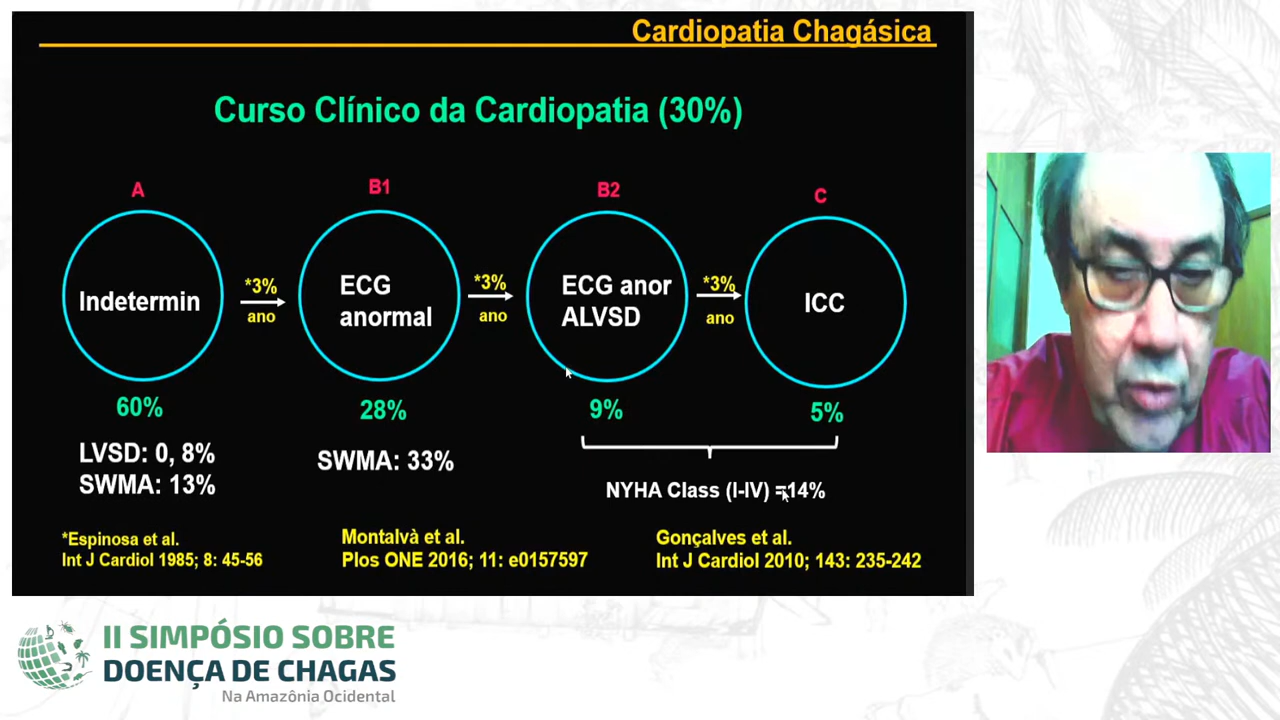 Cardiopatia Chagásica
Curso Clínico da Cardiopatia (30%)
A
B1
B2
C
Indetermin
*3%
ano
ECG
anormal
*3%
ano
ECG anor
ALVSD
*3%
ano
ICC
60%
28%
9%
5%
LVSD: 0, 8%
SWMA: 13%
SWMA: 33%
NYHA Class (I-IV) =14%
*Espinosa et al.
Int J Cardiol 1985; 8: 45-56
Montalvà et al.
Plos ONE 2016; 11: e0157597
Gonçalves et al.
Int J Cardiol 2010; 143: 235-242
II SIMPÓSIO SOBRE
DOENÇA DE CHAGAS
Na Amazônia Ocidental